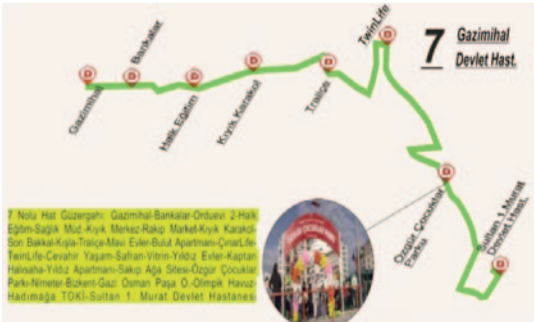 7 Gazimihal
Devlet Hast.
TwinLife
Bankalar
Gazimihal
Halk Eğitim
Kıyık Karakol
Traliçe
Özgür Çocuklar
Parkı
Sultan 1.Murat
Devlet Hast.
7 Nolu Hat Güzergahı: Gazimihal-Bankalar-Orduevi 2-Halk
Eğitim-Sağlık Müd.-Kıyık Merkez-Rakıp Market-Kıyık Karakol-
Son Bakkal-Kışla-Traliçe-Mavi Evler-Bulut Apartmanı-ÇınarLife-
TwinLife-Cevahir Yaşam-Safran-Vitrin-Yıldız Evler-Kaptan
Halısaha-Yıldız Apartmanı-Sakıp Ağa Sitesi-Özgür Çocuklar
Parkı-Nimeter-Bizkent-Gazi Osman Paşa O.-Olimpik Havuz-
Hadımağa TOKİ-Sultan 1. Murat Devlet Hastanesi